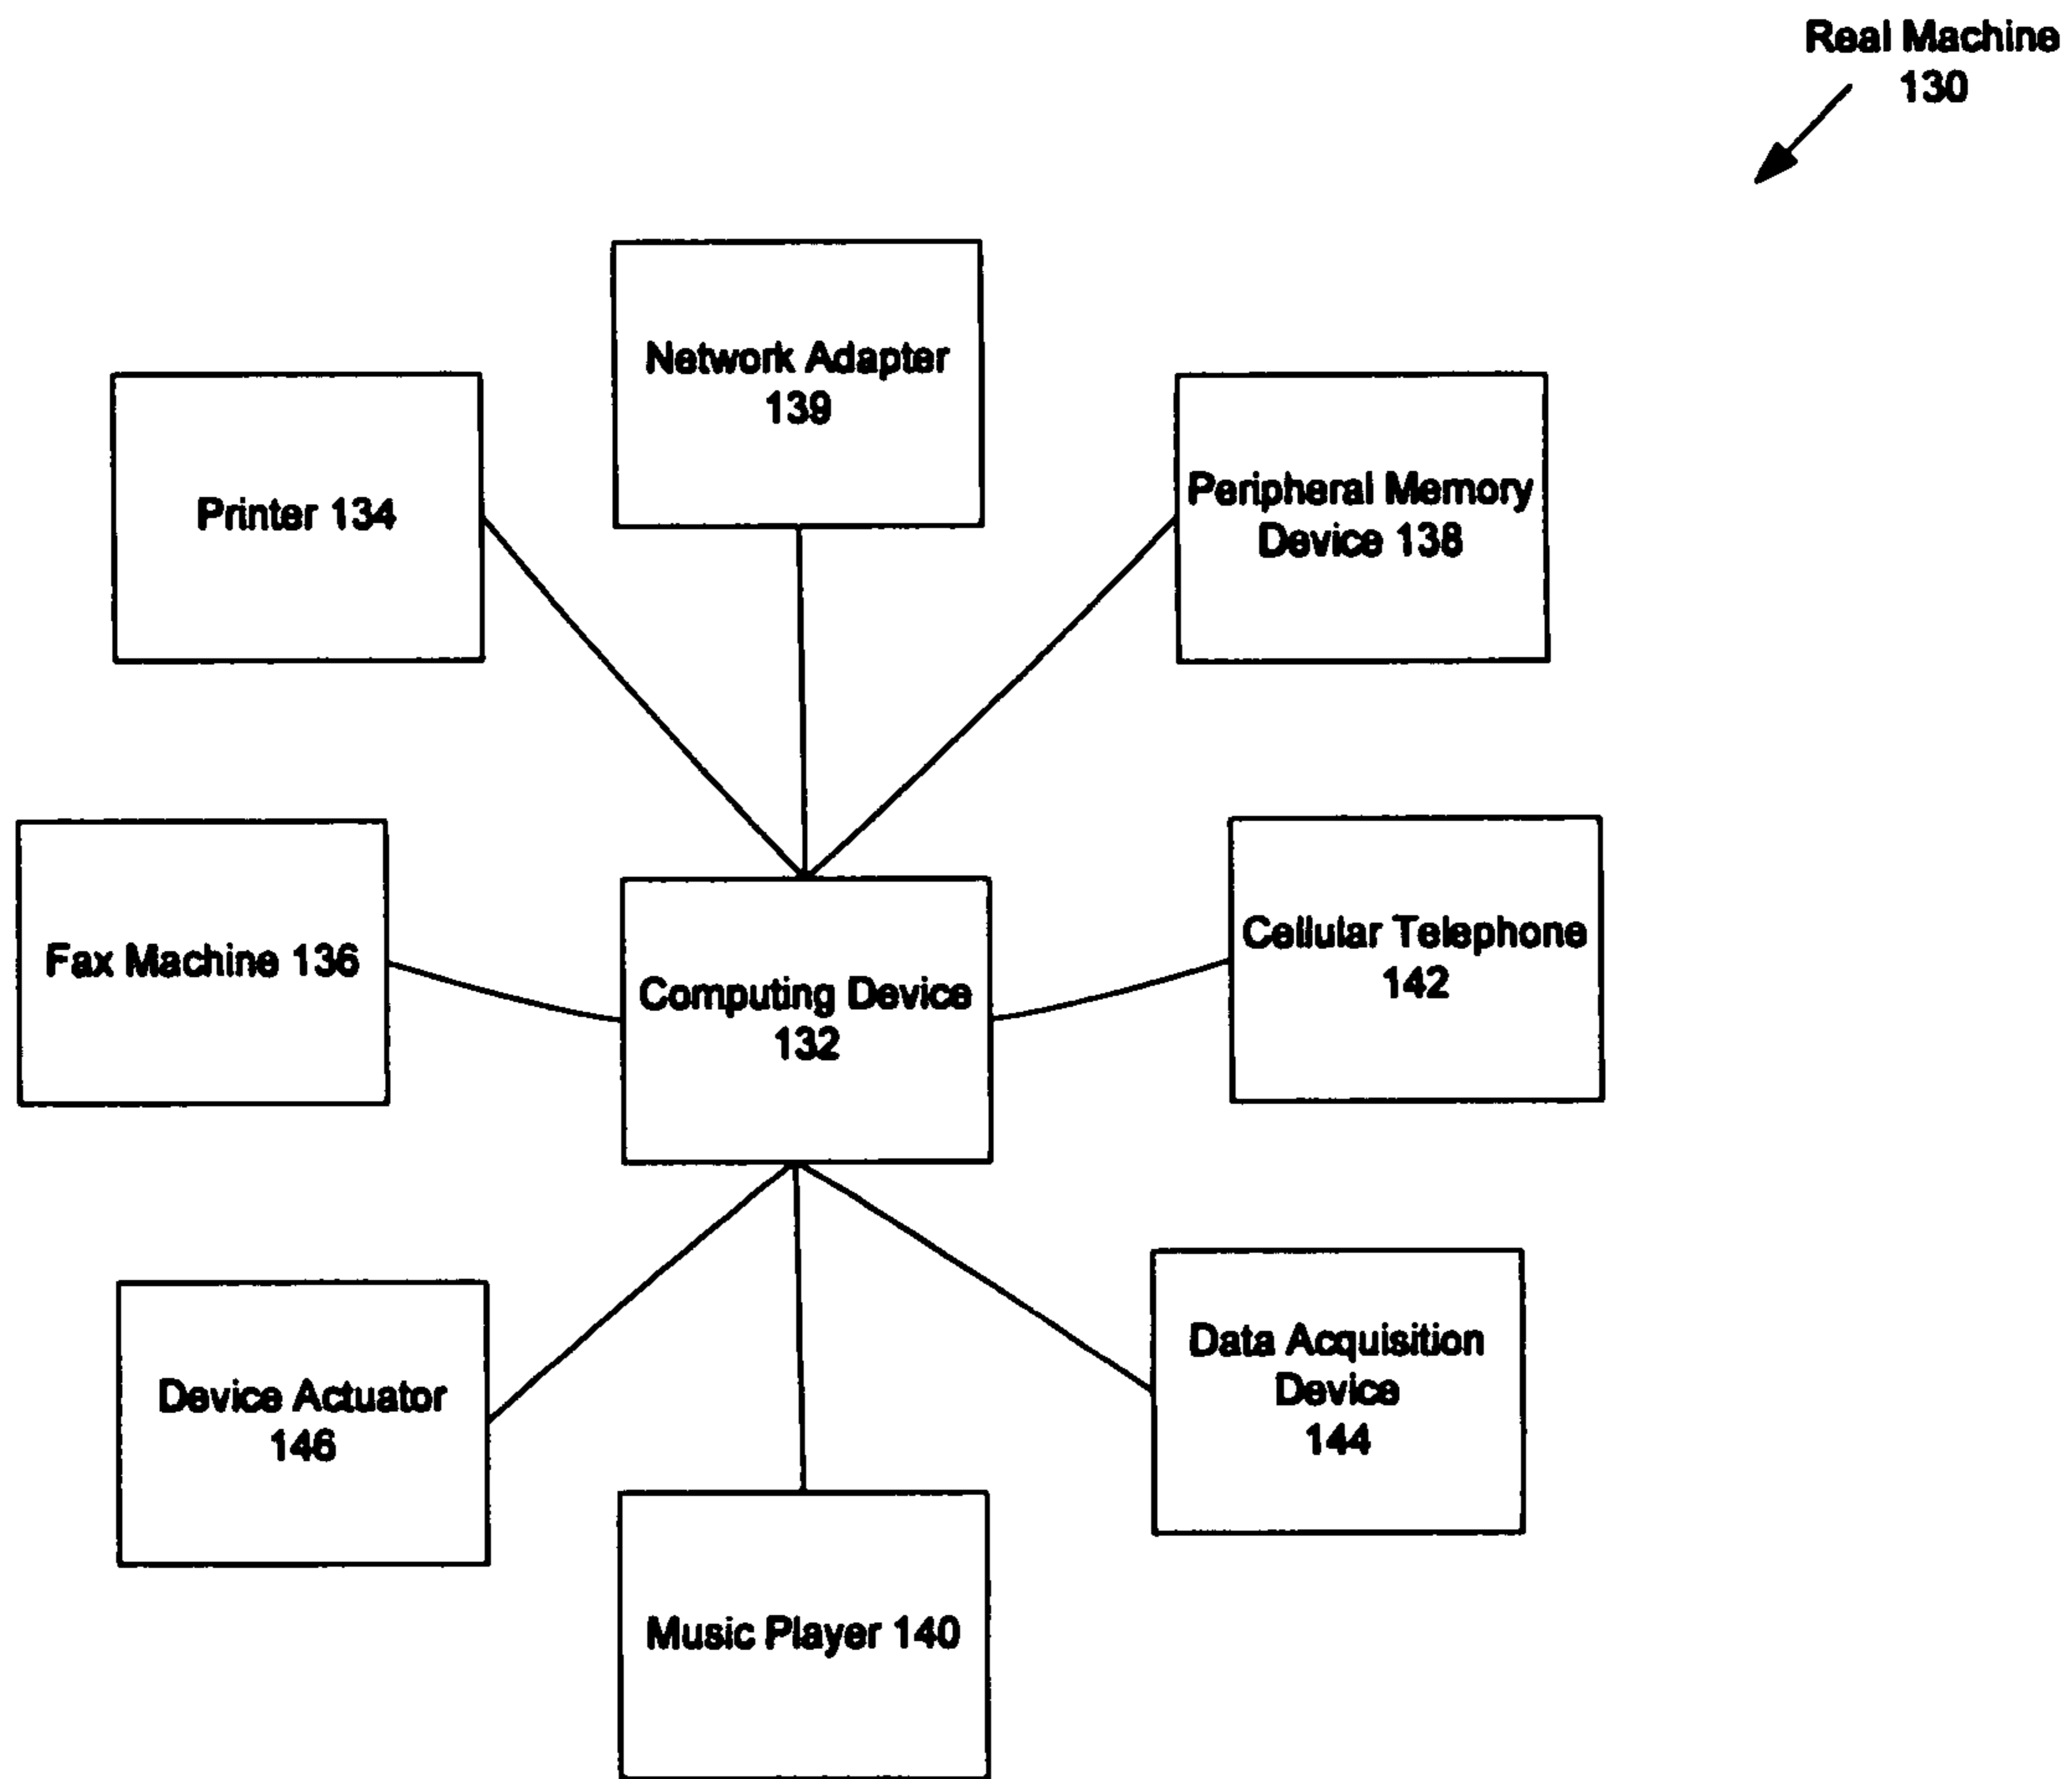 Real Machine
130
Network Adapter
139
Printer 134
Peripheral Memory
Device 138
Fax Machine 136
Computing Device
132
Cellular Telephone
142
Device Actuator
146
Data Acquisition
Device
144
Music Player 140